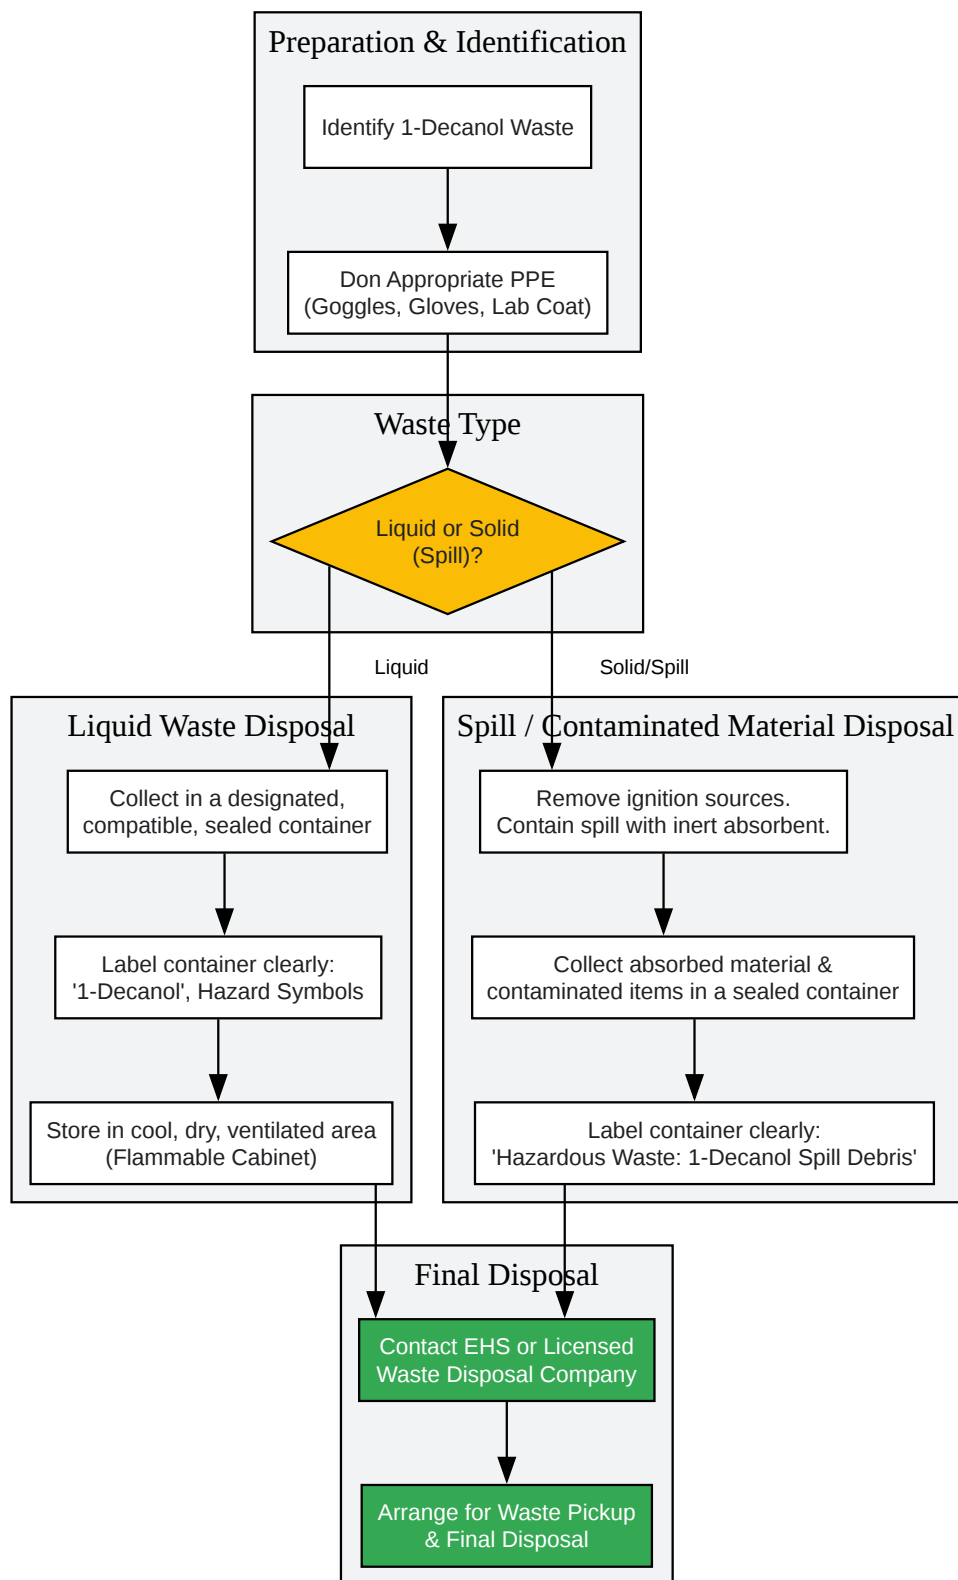 Preparation & Identification
Identify 1-Decanol Waste
Don Appropriate PPE
(Goggles, Gloves, Lab Coat)
Waste Type
Liquid or Solid
(Spill)?
Liquid
Solid/Spill
Liquid Waste Disposal
Collect in a designated,
compatible, sealed container
Label container clearly:
'1-Decanol', Hazard Symbols
Store in cool, dry, ventilated area
(Flammable Cabinet)
Spill / Contaminated Material Disposal
Remove ignition sources.
Contain spill with inert absorbent.
Collect absorbed material &
contaminated items in a sealed container
Label container clearly:
'Hazardous Waste: 1-Decanol Spill Debris'
Final Disposal
Contact EHS or Licensed
Waste Disposal Company
Arrange for Waste Pickup
& Final Disposal